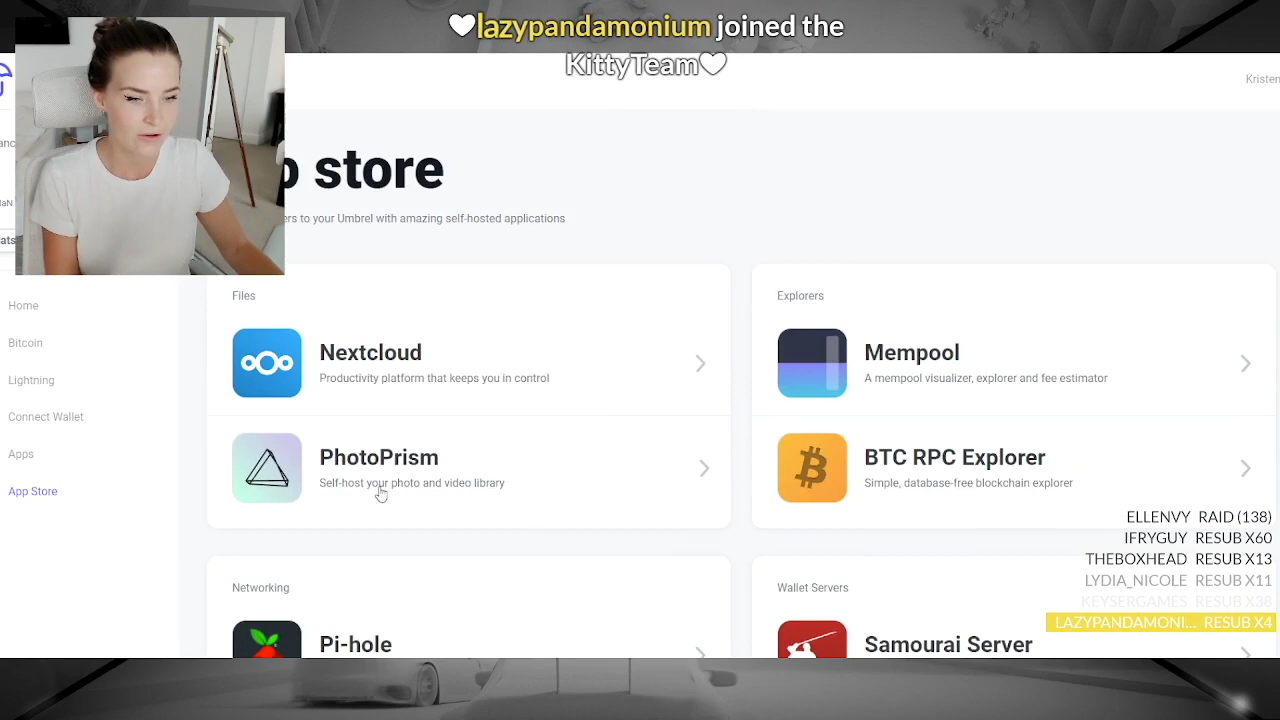 lazypandamonium joined the
KittyTeam
Kristen
store
to your Umbrel with amazing self-hosted applications
Home
Bitcoin
Lightning
Connect Wallet
Apps
App Store
Files
Nextcloud
Productivity platform that keeps you in control
PhotoPrism
Self-host your photo and video library
Networking
Pi-hole
Explorers
Mempool
A mempool visualizer, explorer and fee estimator
BTC RPC Explorer
Simple, database-free blockchain explorer
Wallet Servers
Samourai Server
ELLENVY RAID (138)
IFRYGUY RESUB X60
THEBOXHEAD RESUB X13
LYDIA_NICOLE RESUB X11
KEYSERGAMES RESUB X38
LAZYPANDAMONI... RESUB X4